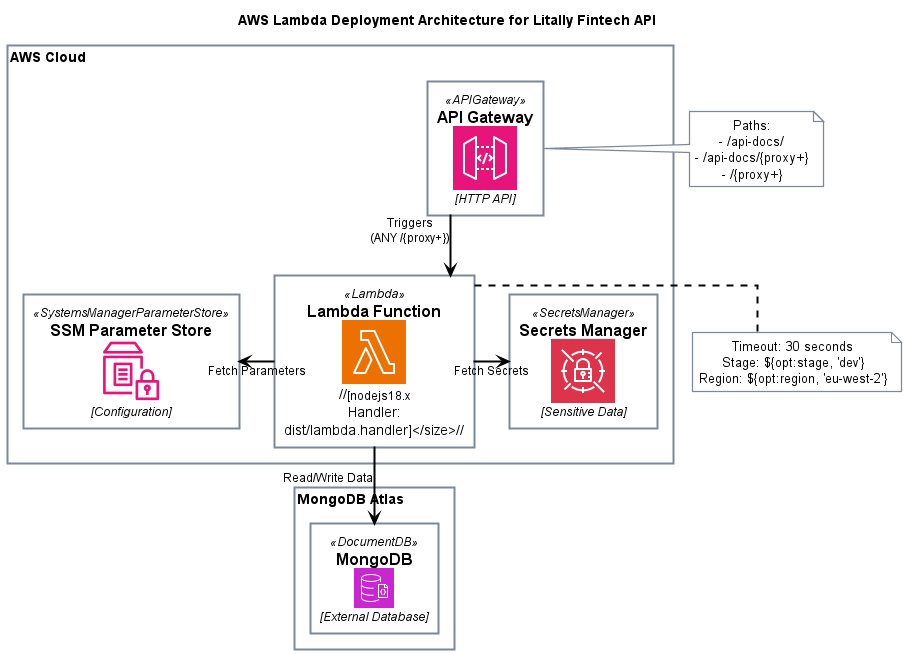 AWS Lambda Deployment Architecture for Litally Fintech API
AWS Cloud
«APIGateway»
API Gateway
[HTTP API]
Paths:
- /api-docs/
- /api-docs/{proxy+}
- /{proxy+}
Triggers
(ANY /{proxy+})
«SystemsManagerParameterStore»
SSM Parameter Store
[Configuration]
Fetch Parameters
«Lambda»
Lambda Function
//[nodejs18.x
Handler:
dist/lambda.handler]</size>//
Fetch Secrets
«SecretsManager»
Secrets Manager
[Sensitive Data]
Timeout: 30 seconds
Stage: ${opt:stage, 'dev'}
Region: ${opt:region, 'eu-west-2'}
Read/Write Data
MongoDB Atlas
«DocumentDB»
MongoDB
[External Database]